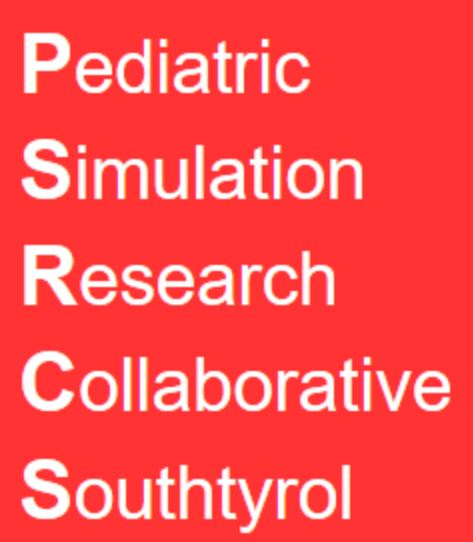 Pediatric
Simulation
Research
Collaborative
Southtyrol